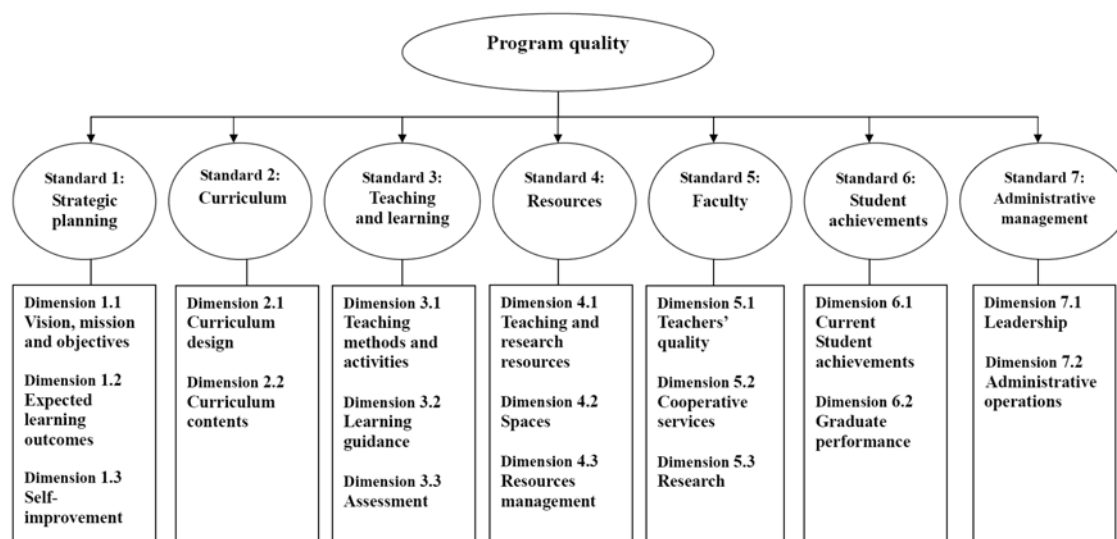 Program quality
Standard 1:
Strategic
planning
Standard 2:
Curriculum
Standard 3:
Teaching
and learning
Standard 4:
Resources
Standard 5:
Faculty
Standard 6:
Student
achievements
Standard 7:
Administrative
management
Dimension 1.1
Vision, mission
and objectives
Dimension 1.2
Expected
learning
outcomes
Dimension 1.3
Self-
improvement
Dimension 2.1
Curriculum
design
Dimension 2.2
Curriculum
contents
Dimension 3.1
Teaching
methods and
activities
Dimension 3.2
Learning
guidance
Dimension 3.3
Assessment
Dimension 4.1
Teaching and
research
resources
Dimension 4.2
Spaces
Dimension 4.3
Resources
management
Dimension 5.1
Teachers’
quality
Dimension 5.2
Cooperative
services
Dimension 5.3
Research
Dimension 6.1
Current
Student
achievements
Dimension 6.2
Graduate
performance
Dimension 7.1
Leadership
Dimension 7.2
Administrative
operations